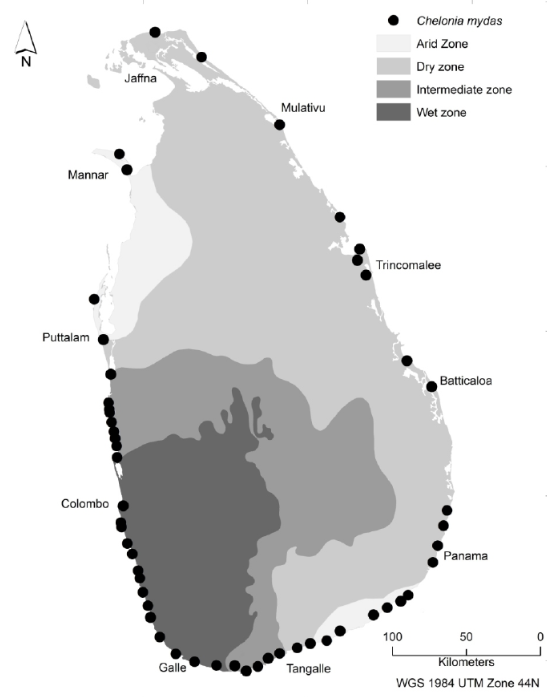 Chelonia mydas
Arid Zone
Dry zone
Intermediate zone
Wet zone
N
Jaffna
Mulativu
Mannar
Trincomalee
Puttalam
Batticaloa
Colombo
Panama
Galle
Tangalle
100 50 0
Kilometers
WGS 1984 UTM Zone 44N